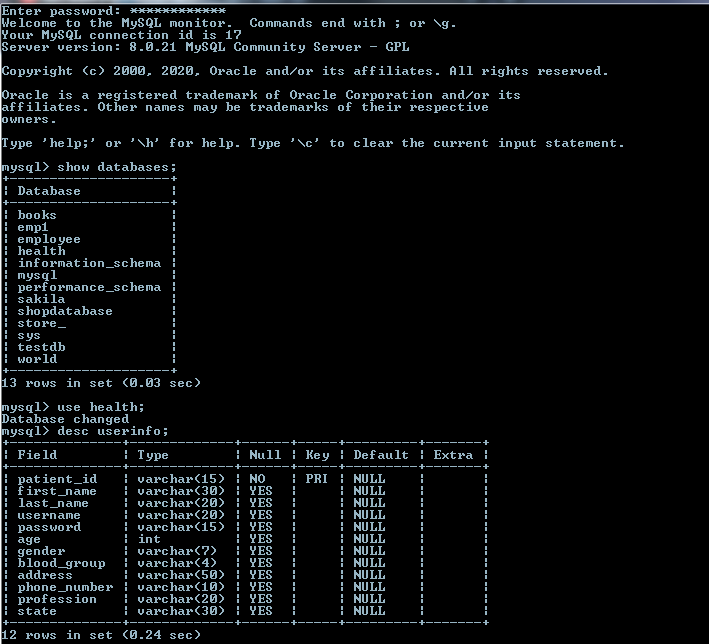 Enter password: ************
Welcome to the MySQL monitor.  Commands end with ; or \g.
Your MySQL connection id is 17
Server version: 8.0.21 MySQL Community Server - GPL
Copyright (c) 2000, 2020, Oracle and/or its affiliates. All rights reserved.
Oracle is a registered trademark of Oracle Corporation and/or its
affiliates. Other names may be trademarks of their respective
owners.
Type 'help;' or '\h' for help. Type '\c' to clear the current input statement.
mysql> show databases;
+--------------------+
| Database           |
+--------------------+
| books              |
| emp1               |
| employee           |
| health             |
| information_schema |
| mysql              |
| performance_schema |
| sakila             |
| shopdatabase       |
| store_             |
| sys                |
| testdb             |
| world              |
+--------------------+
13 rows in set (0.03 sec)
mysql> use health;
Database changed
mysql> desc userinfo;
+--------------+-------------+------+-----+---------+-------+
| Field        | Type        | Null | Key | Default | Extra |
+--------------+-------------+------+-----+---------+-------+
| patient_id   | varchar(15) | NO   | PRI | NULL    |       |
| first_name   | varchar(30) | YES  |     | NULL    |       |
| last_name    | varchar(20) | YES  |     | NULL    |       |
| username     | varchar(20) | YES  |     | NULL    |       |
| password     | varchar(15) | YES  |     | NULL    |       |
| age          | int         | YES  |     | NULL    |       |
| gender       | varchar(7)  | YES  |     | NULL    |       |
| blood_group  | varchar(4)  | YES  |     | NULL    |       |
| address      | varchar(50) | YES  |     | NULL    |       |
| phone_number | varchar(10) | YES  |     | NULL    |       |
| profession   | varchar(20) | YES  |     | NULL    |       |
| state        | varchar(30) | YES  |     | NULL    |       |
+--------------+-------------+------+-----+---------+-------+
12 rows in set (0.24 sec)